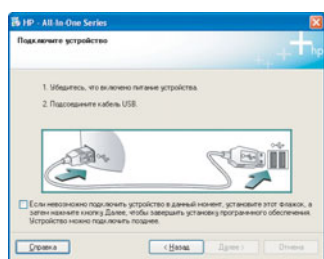 HP - All-In-One Series
Подключите устройство
hp
1. Убедитесь, что включено питание устройства.
2. Подсоедините кабель USB.
Если невозможно подключить устройство в данный момент, установите этот флажок, а
затем нажмите кнопку Далее, чтобы завершить установку программного обеспечения.
Устройство можно подключить позднее.
Справка
< Назад
Далее >
Отмена